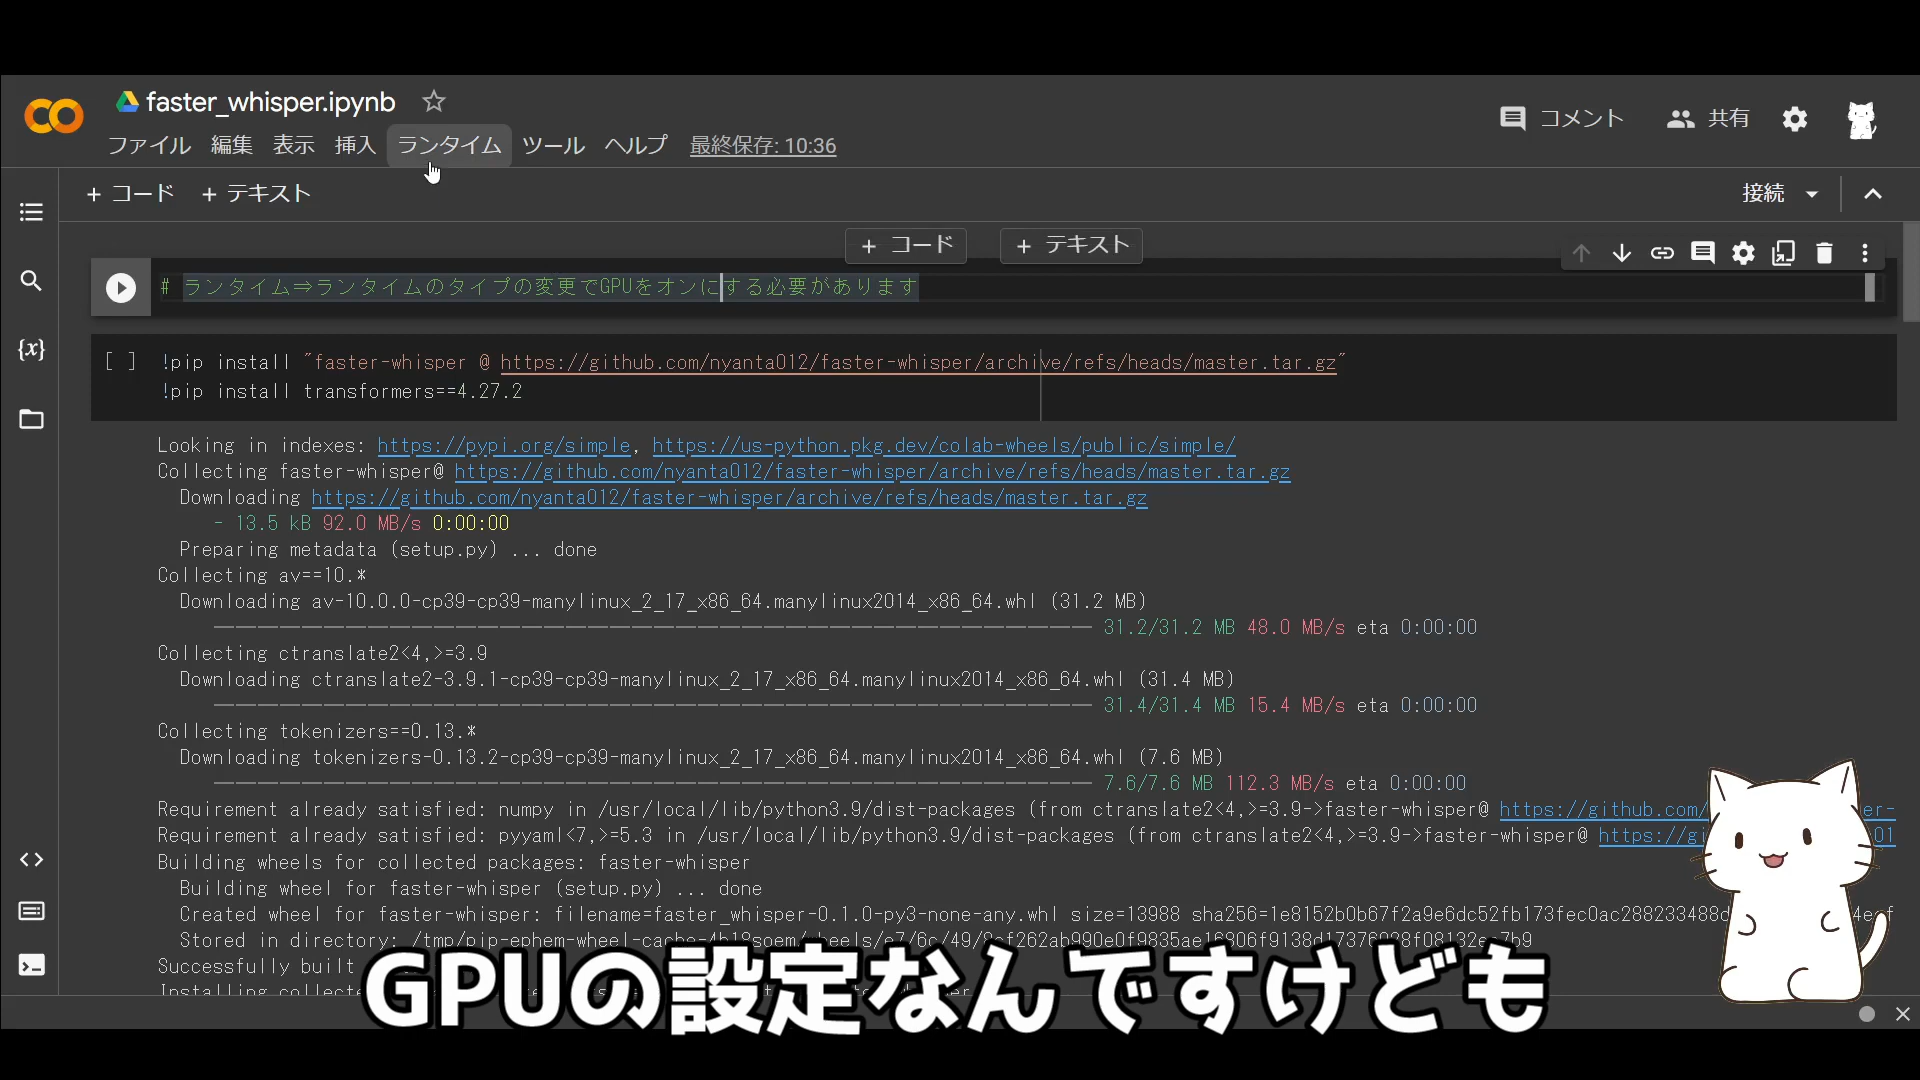 faster_whisper.ipynb
ファイル 編集 表示 挿入 ランタイム ツール ヘルプ 最終保存: 10:36
コメント 共有
+ コード + テキスト
接続
+ コード + テキスト
# ランタイム⇒ランタイムのタイプの変更でGPUをオンにする必要があります
[ ] !pip install "faster-whisper @ https://github.com/nyanta012/faster-whisper/archive/refs/heads/master.tar.gz"
!pip install transformers==4.27.2
Looking in indexes: https://pypi.org/simple, https://us-python.pkg.dev/colab-wheels/public/simple/
Collecting faster-whisper@ https://github.com/nyanta012/faster-whisper/archive/refs/heads/master.tar.gz
Downloading https://github.com/nyanta012/faster-whisper/archive/refs/heads/master.tar.gz
- 13.5 kB 92.0 MB/s 0:00:00
Preparing metadata (setup.py) ... done
Collecting av==10.*
Downloading av-10.0.0-cp39-cp39-manylinux_2_17_x86_64.manylinux2014_x86_64.whl (31.2 MB)
31.2/31.2 MB 48.0 MB/s eta 0:00:00
Collecting ctranslate2<4,>=3.9
Downloading ctranslate2-3.9.1-cp39-cp39-manylinux_2_17_x86_64.manylinux2014_x86_64.whl (31.4 MB)
31.4/31.4 MB 15.4 MB/s eta 0:00:00
Collecting tokenizers==0.13.*
Downloading tokenizers-0.13.2-cp39-cp39-manylinux_2_17_x86_64.manylinux2014_x86_64.whl (7.6 MB)
7.6/7.6 MB 112.3 MB/s eta 0:00:00
Requirement already satisfied: numpy in /usr/local/lib/python3.9/dist-packages (from ctranslate2<4,>=3.9->faster-whisper@ https://github.com/
Requirement already satisfied: pyyaml<7,>=5.3 in /usr/local/lib/python3.9/dist-packages (from ctranslate2<4,>=3.9->faster-whisper@
Building wheels for collected packages: faster-whisper
Building wheel for faster-whisper (setup.py) ... done
Created wheel for faster-whisper: filename=faster_whisper-0.1.0-py3-none-any.whl size=13988
Stored in directory:
Successfully built
Installing
GPUの設定なんですけども